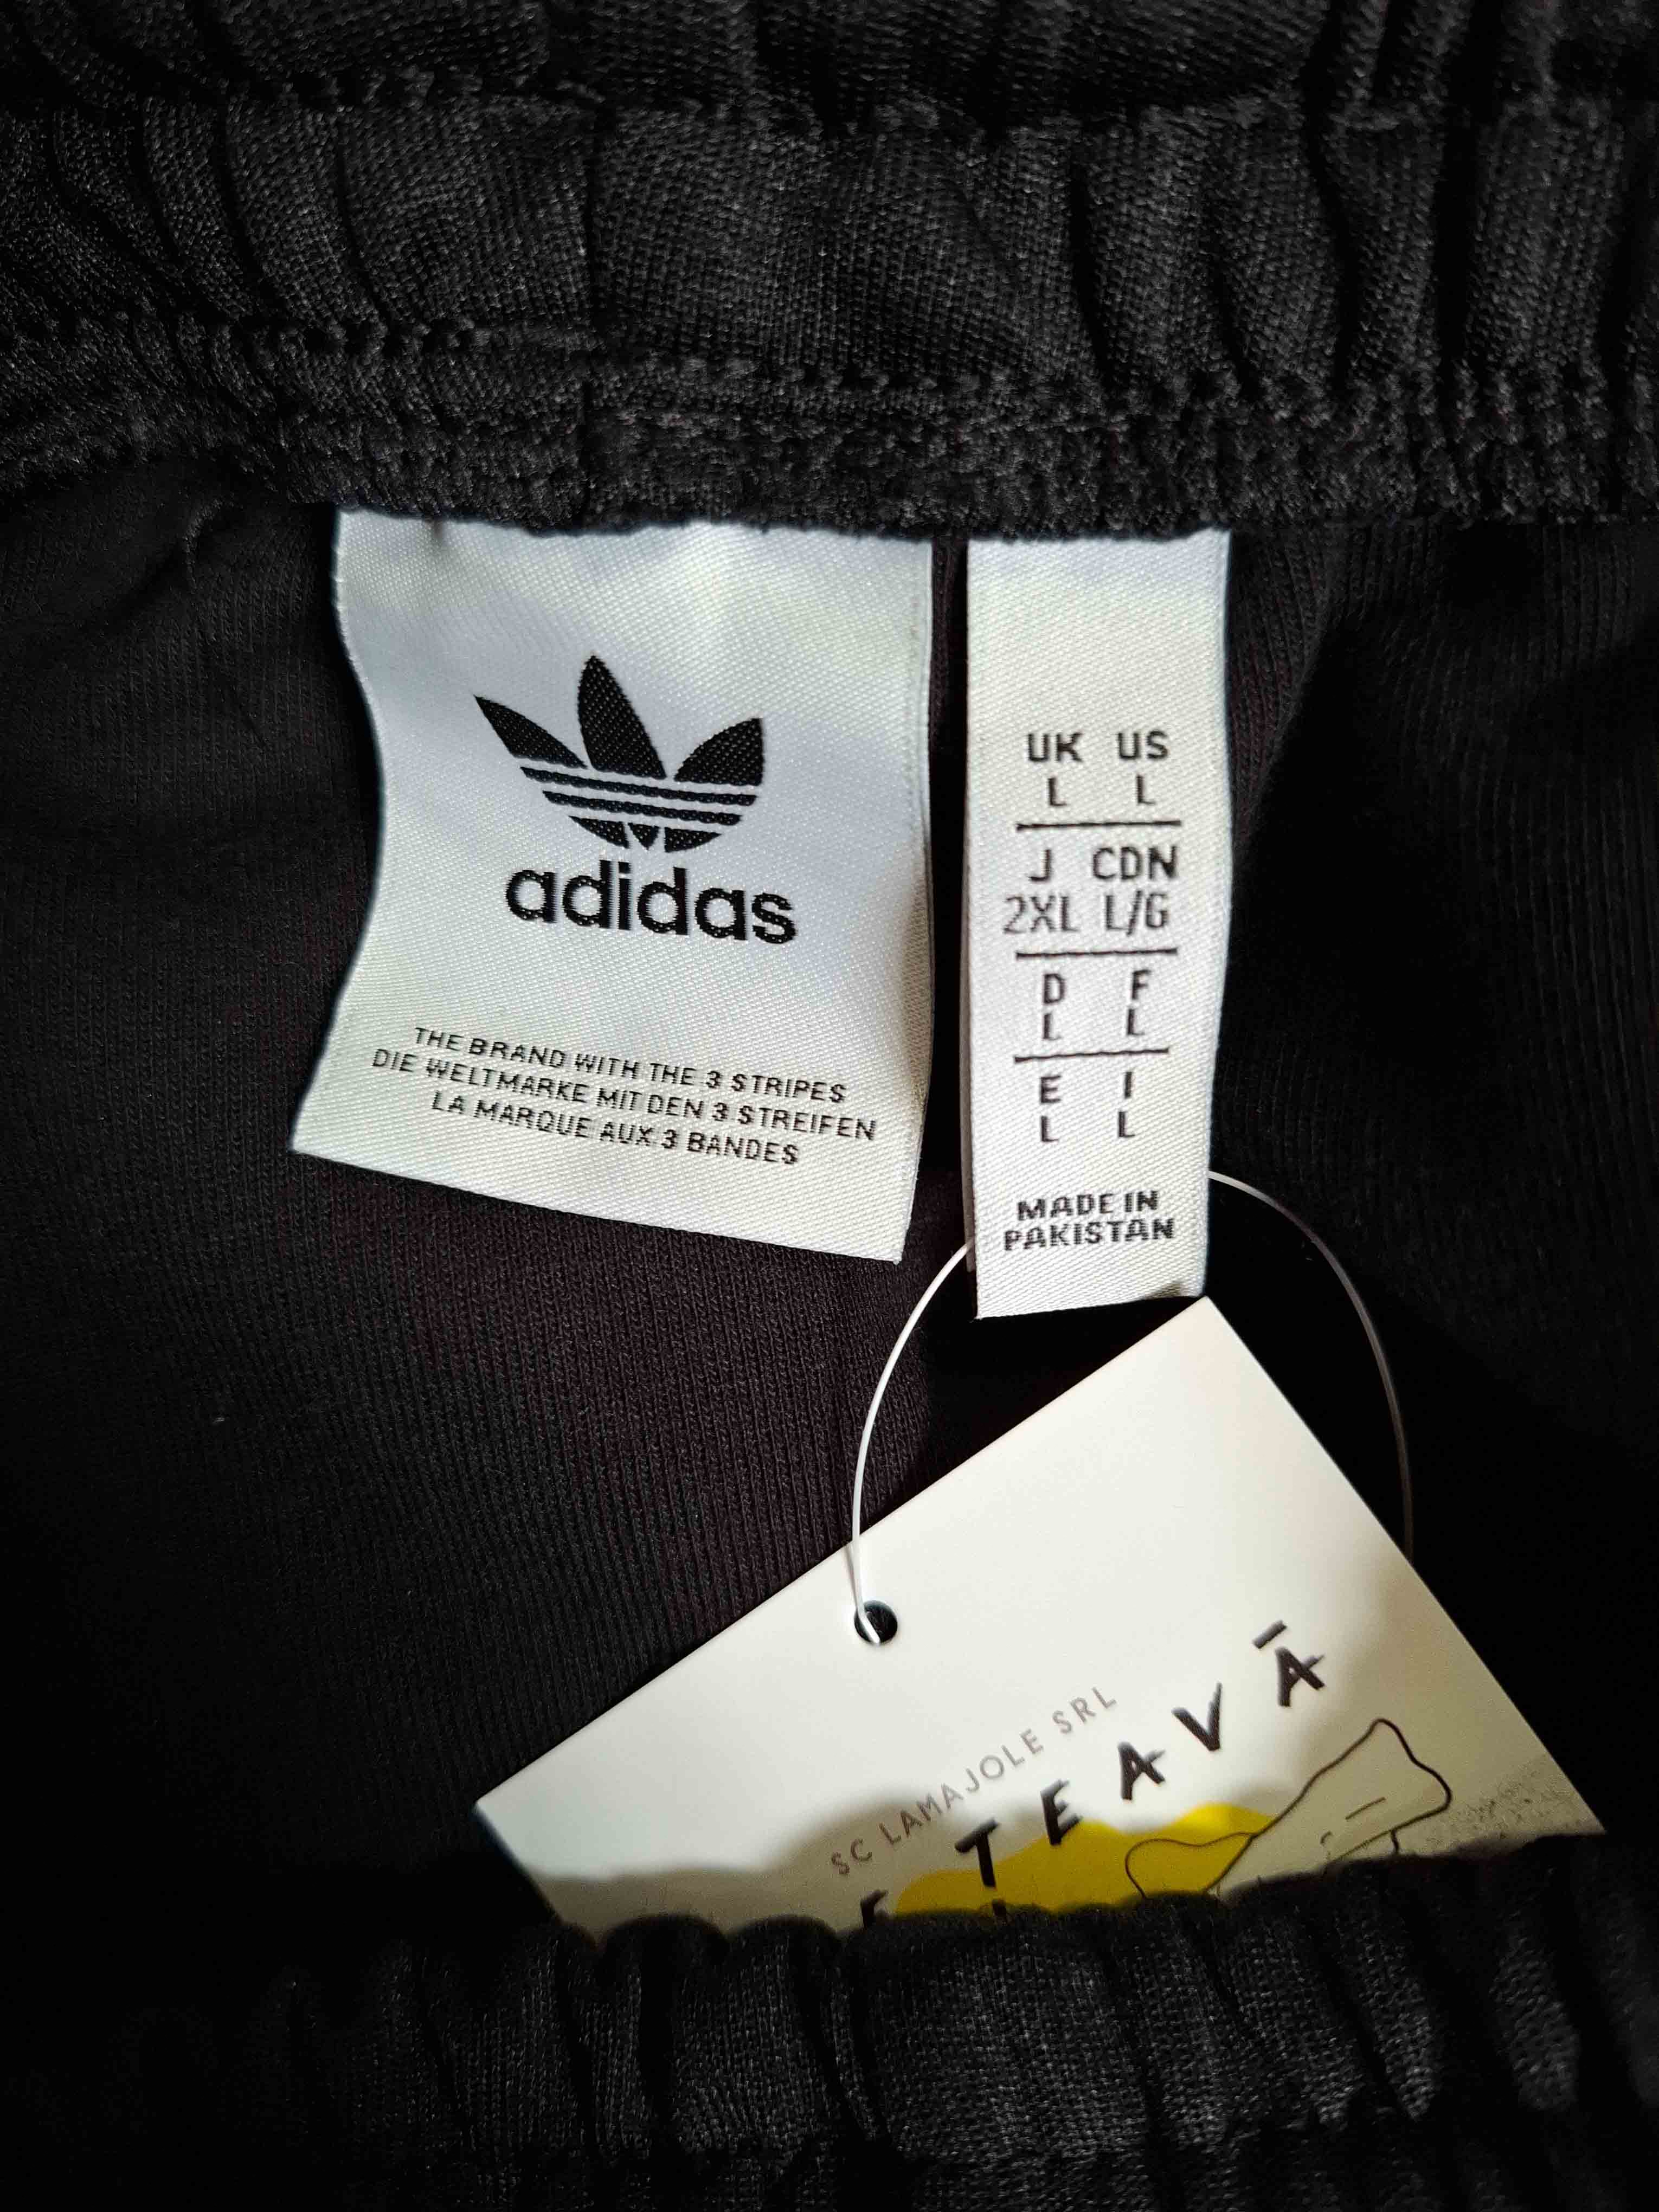 adidas
THE BRAND WITH THE 3 STRIPES
DIE WELTMARKE MIT DEN 3 STREIFEN
LA MARQUE AUX 3 BANDES
UK US
L L
J CDN
2XL L/G
D F
L L
E I
L L
MADE IN
PAKISTAN
SC LAMAJOLE SRL